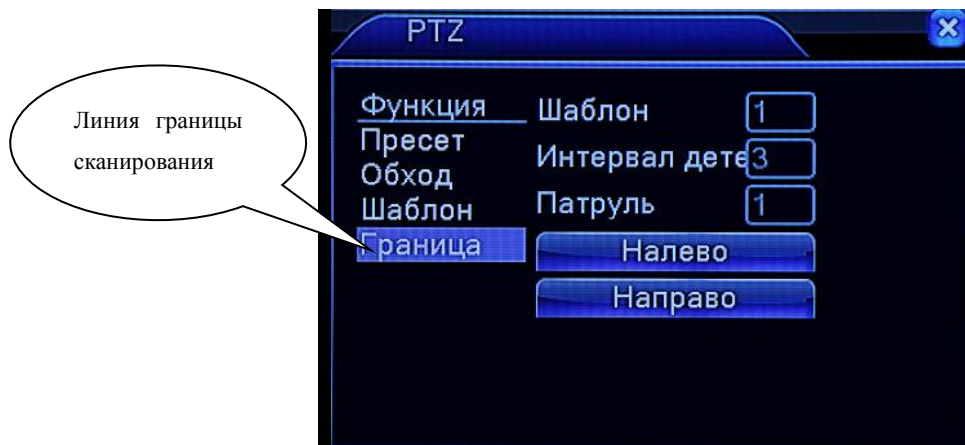 PTZ
Линия границы
сканирования
Функция
Пресет
Обход
Шаблон
Граница
Шаблон 1
Интервал дете 3
Патруль 1
Налево
Направо